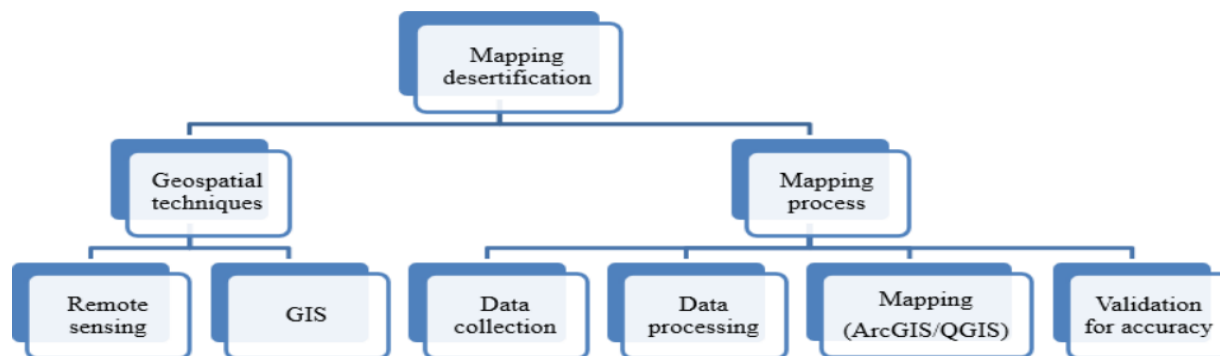 Mapping
desertification
Geospatial
techniques
Mapping
process
Remote
sensing
GIS
Data
collection
Data
processing
Mapping
(ArcGIS/QGIS)
Validation
for accuracy